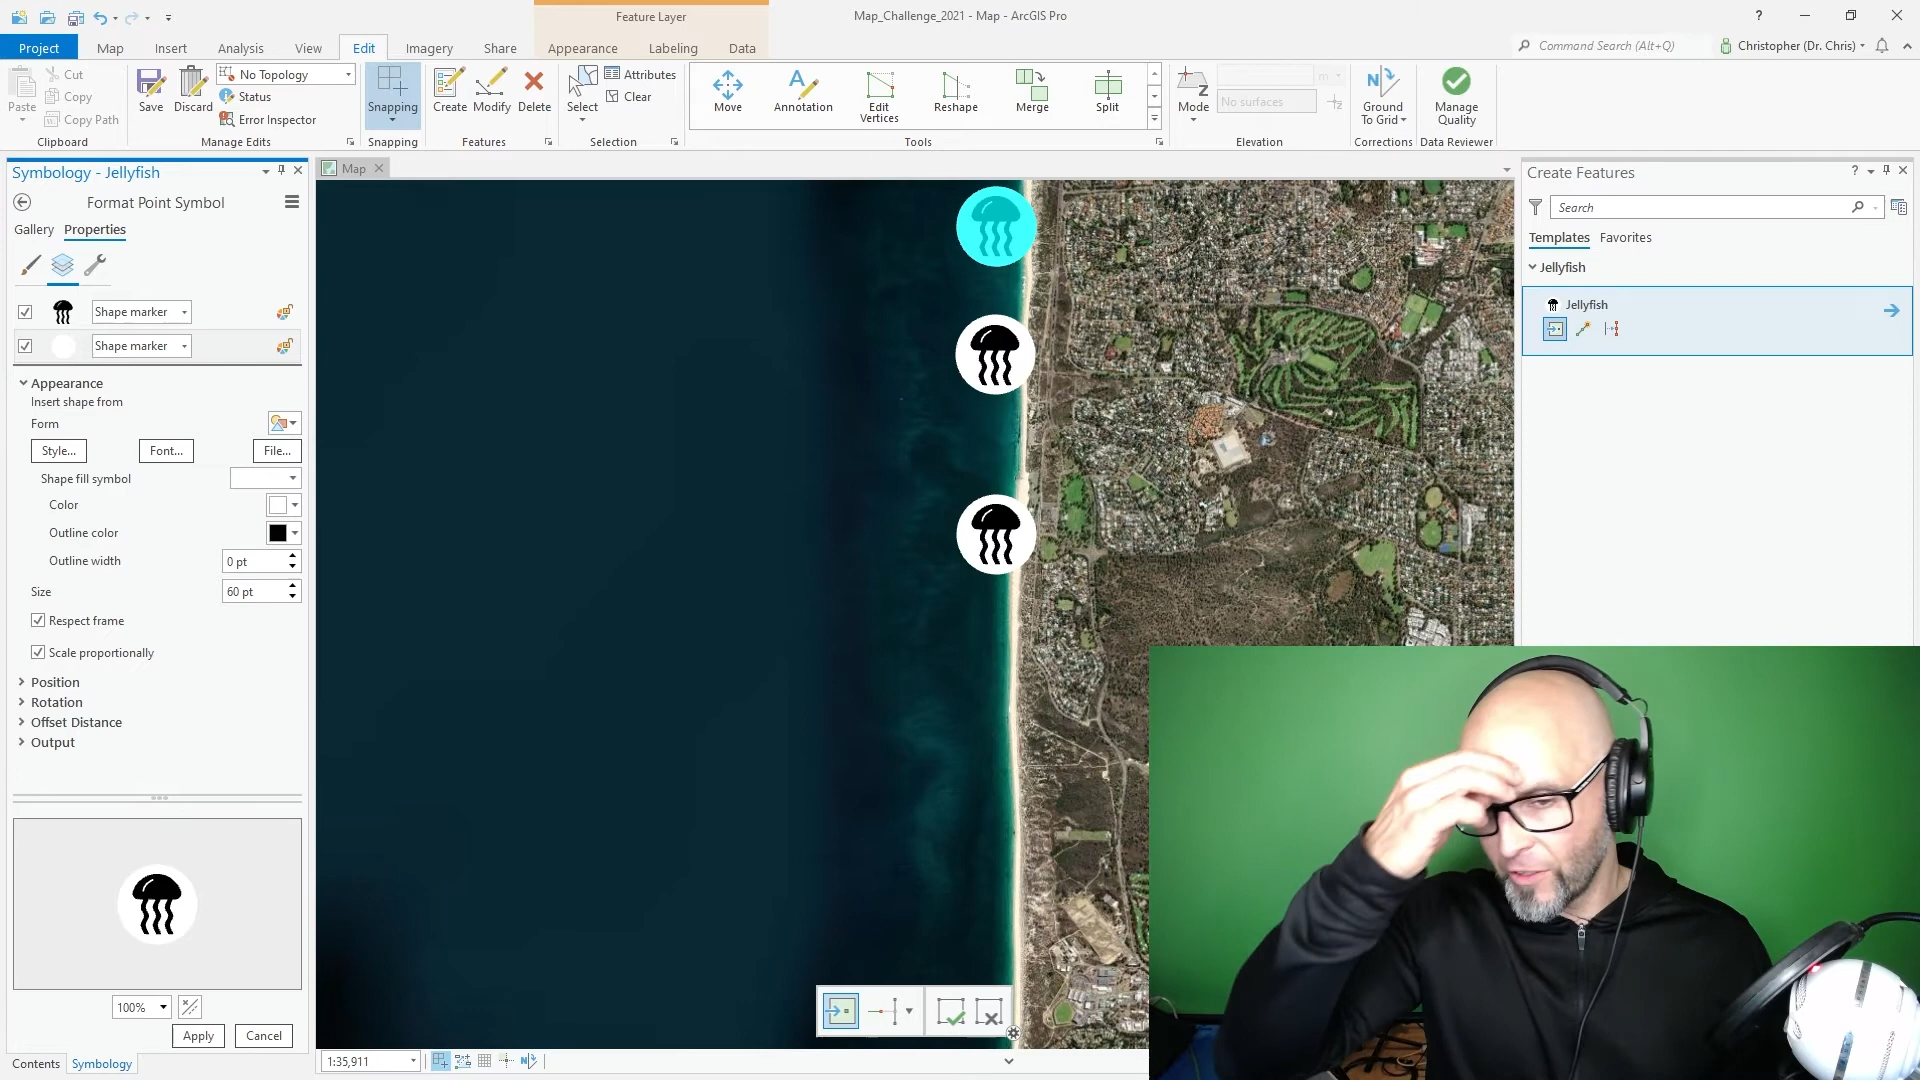 Feature Layer
Map_Challenge_2021 - Map - ArcGIS Pro
?
Project
Map
Insert
Analysis
View
Edit
Imagery
Share
Appearance
Labeling
Data
Command Search (Alt+Q)
Christopher (Dr. Chris)
Paste
Cut
Copy
Copy Path
Clipboard
Save
Discard
No Topology
Status
Error Inspector
Manage Edits
Snapping
Snapping
Create
Modify
Delete
Features
Select
Attributes
Clear
Selection
Move
Annotation
Edit
Vertices
Reshape
Merge
Split
Tools
Mode
m
No surfaces
Elevation
Ground
To Grid
Corrections
Manage
Quality
Data Reviewer
Symbology - Jellyfish
Format Point Symbol
Gallery
Properties
Shape marker
Shape marker
Appearance
Insert shape from
Form
Style...
Font...
File...
Shape fill symbol
Color
Outline color
Outline width
0 pt
Size
60 pt
Respect frame
Scale proportionally
Position
Rotation
Offset Distance
Output
100%
Apply
Cancel
Contents
Symbology
Map
1:35,911
Create Features
?
Search
Templates
Favorites
Jellyfish
Jellyfish